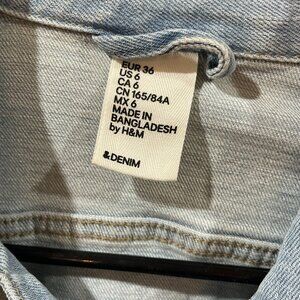 EUR 36
US 6
CA 6
CN 165/84A
MX 6
MADE IN
BANGLADESH
by H&M
&DENIM